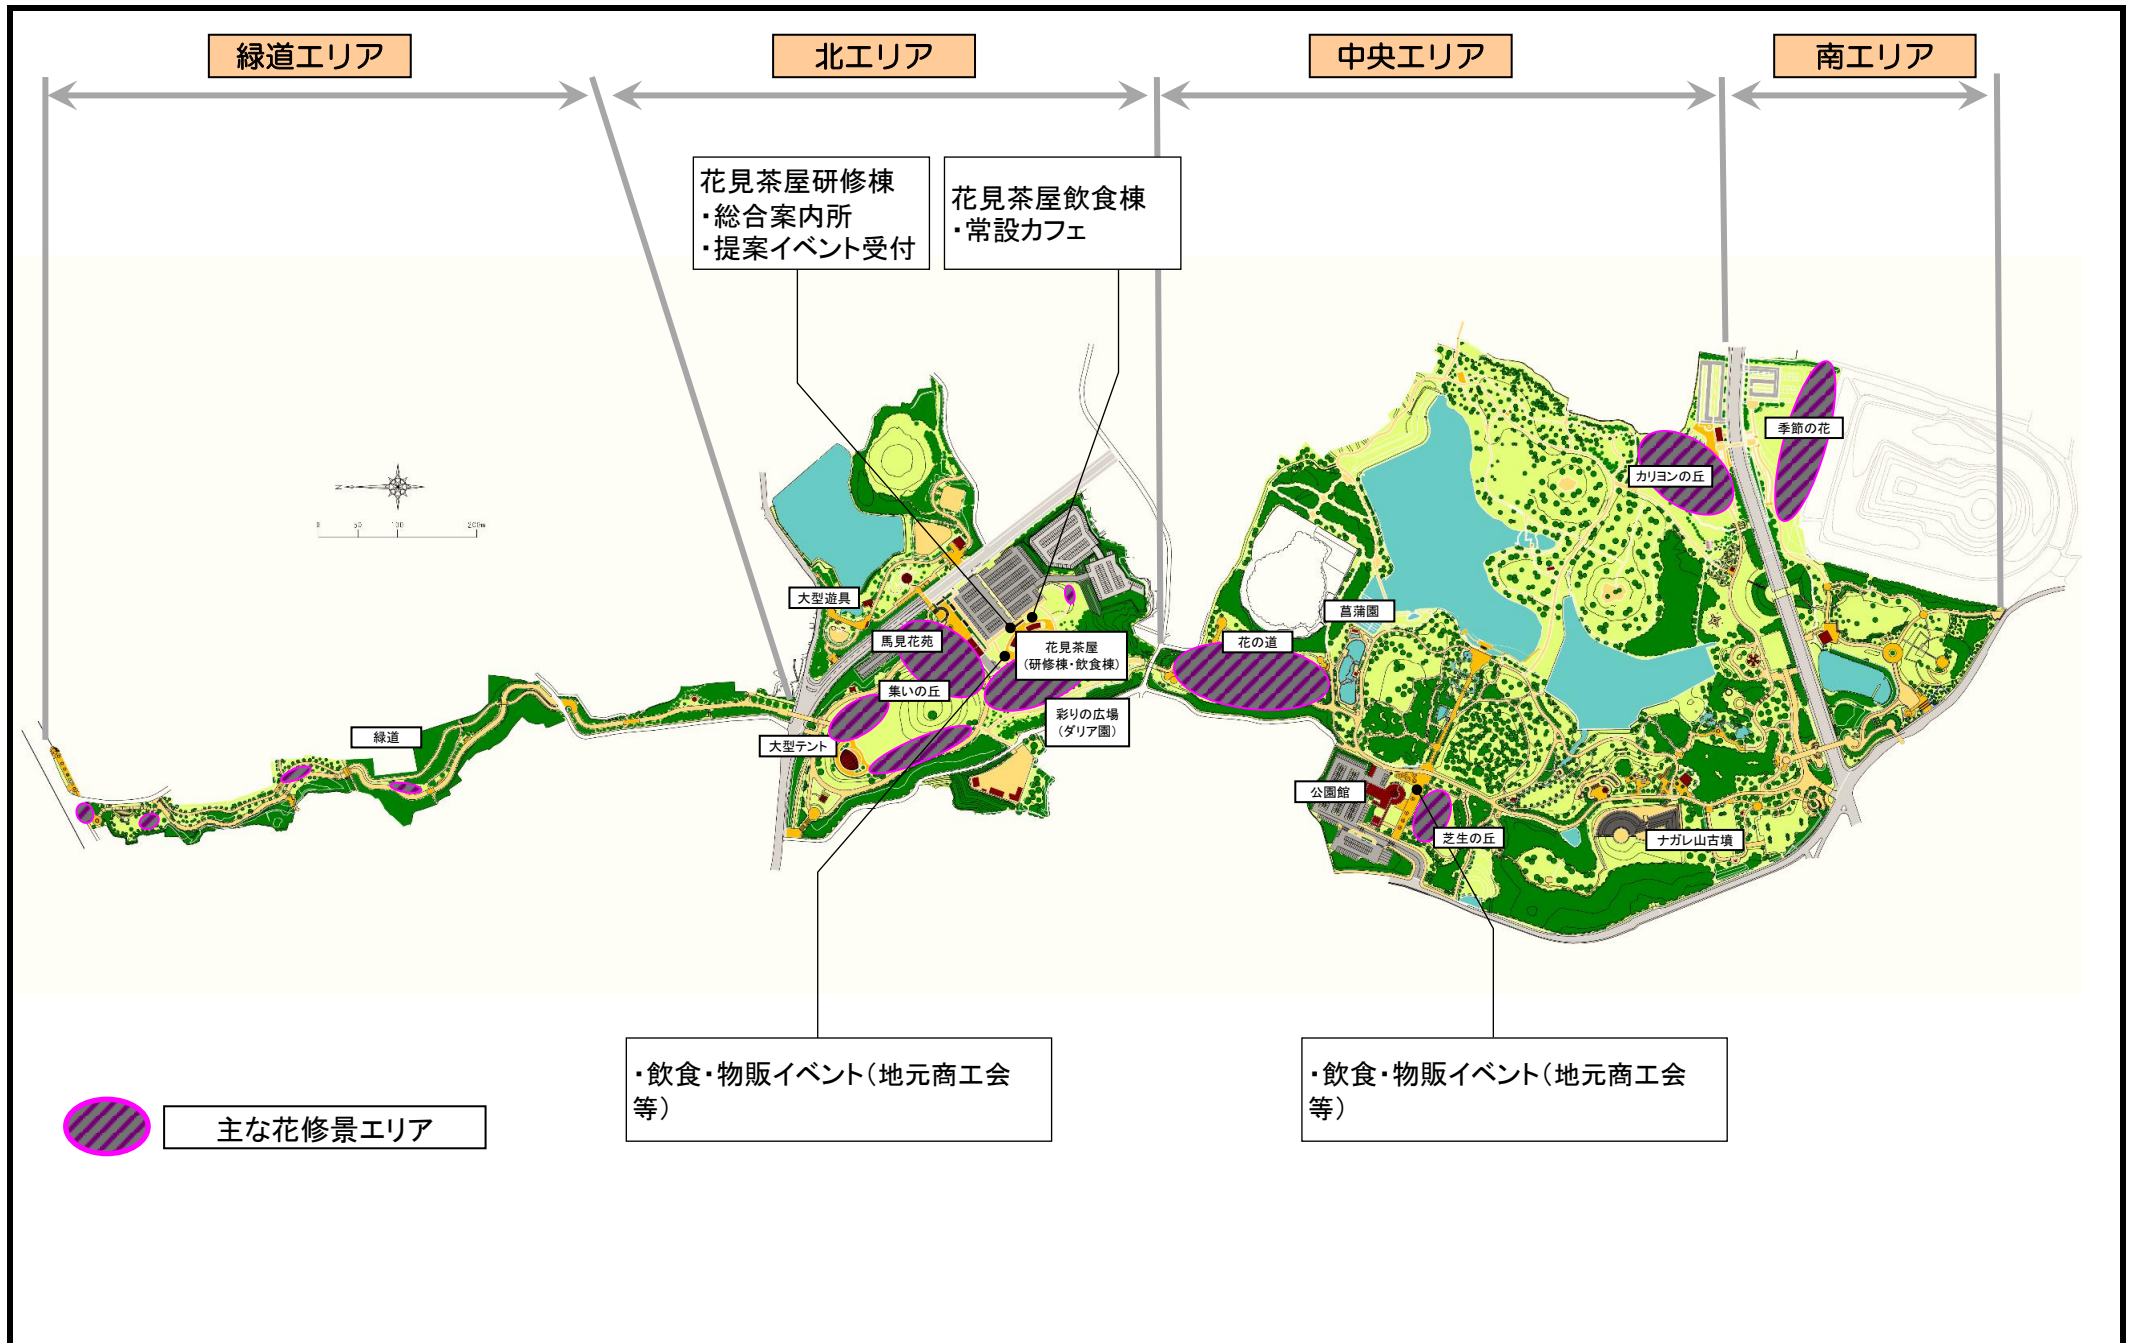 緑道エリア
北エリア
中央エリア
南エリア
花見茶屋研修棟
・総合案内所
・提案イベント受付
花見茶屋飲食棟
・常設カフェ
季節の花
カリヨンの丘
N
0 50 100 200m
大型遊具
菖蒲園
馬見花苑
花見茶屋
(研修棟・飲食棟)
花の道
集いの丘
彩りの広場
(ダリア園)
緑道
大型テント
公園館
芝生の丘
ナガレ山古墳
・飲食・物販イベント(地元商工会
等)
・飲食・物販イベント(地元商工会
等)
主な花修景エリア